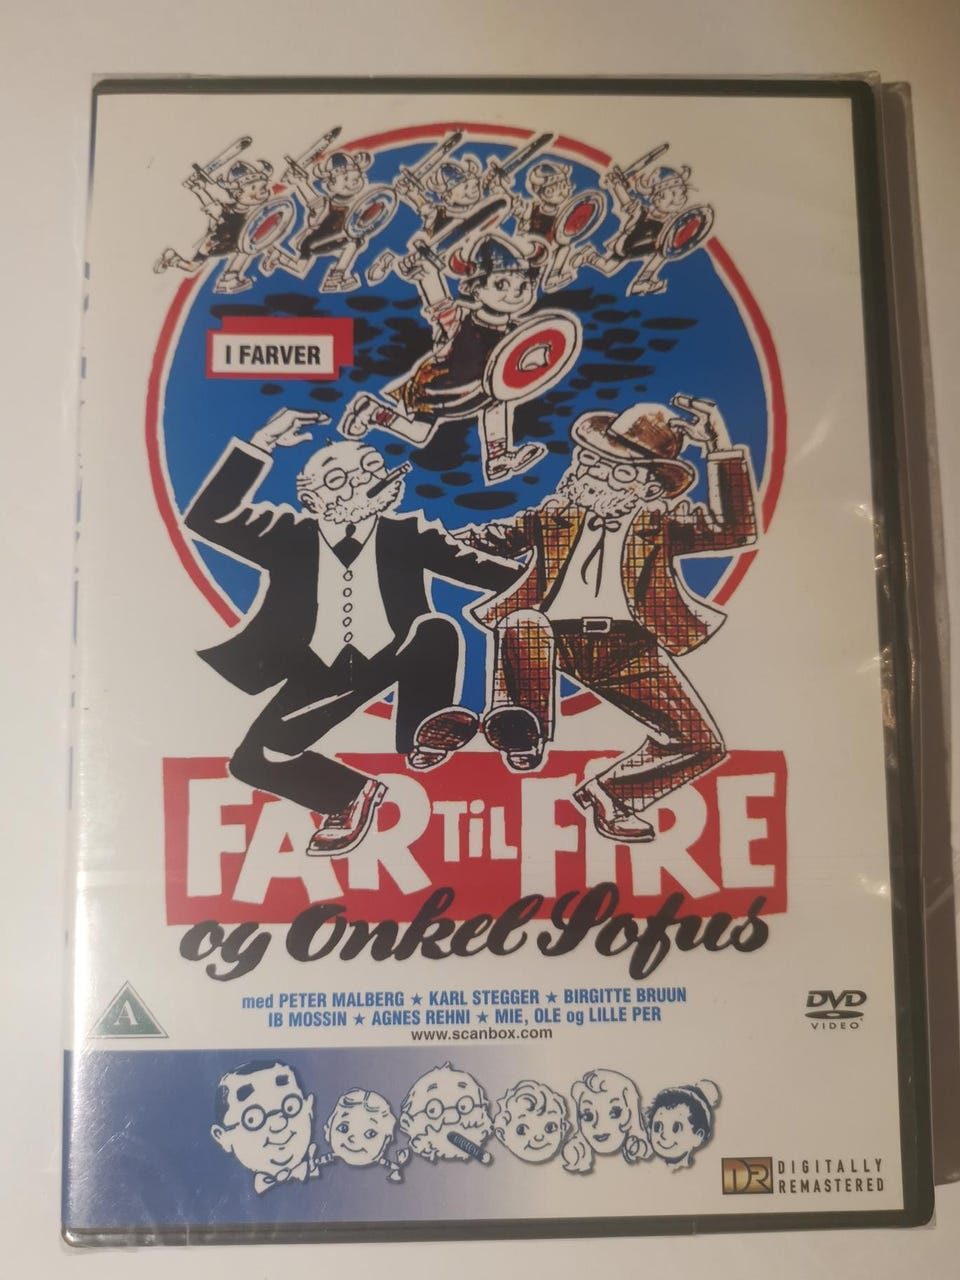 I FARVER
FAR TiL FIRE
og Onkel Sofus
med PETER MALBERG ★ KARL STEGGER ★ BIRGITTE BRUUN
IB MOSSIN ★ AGNES REHNI ★ MIE, OLE og LILLE PER
www.scanbox.com
A
DVD
VIDEO
DR DIGITALLY
REMASTERED